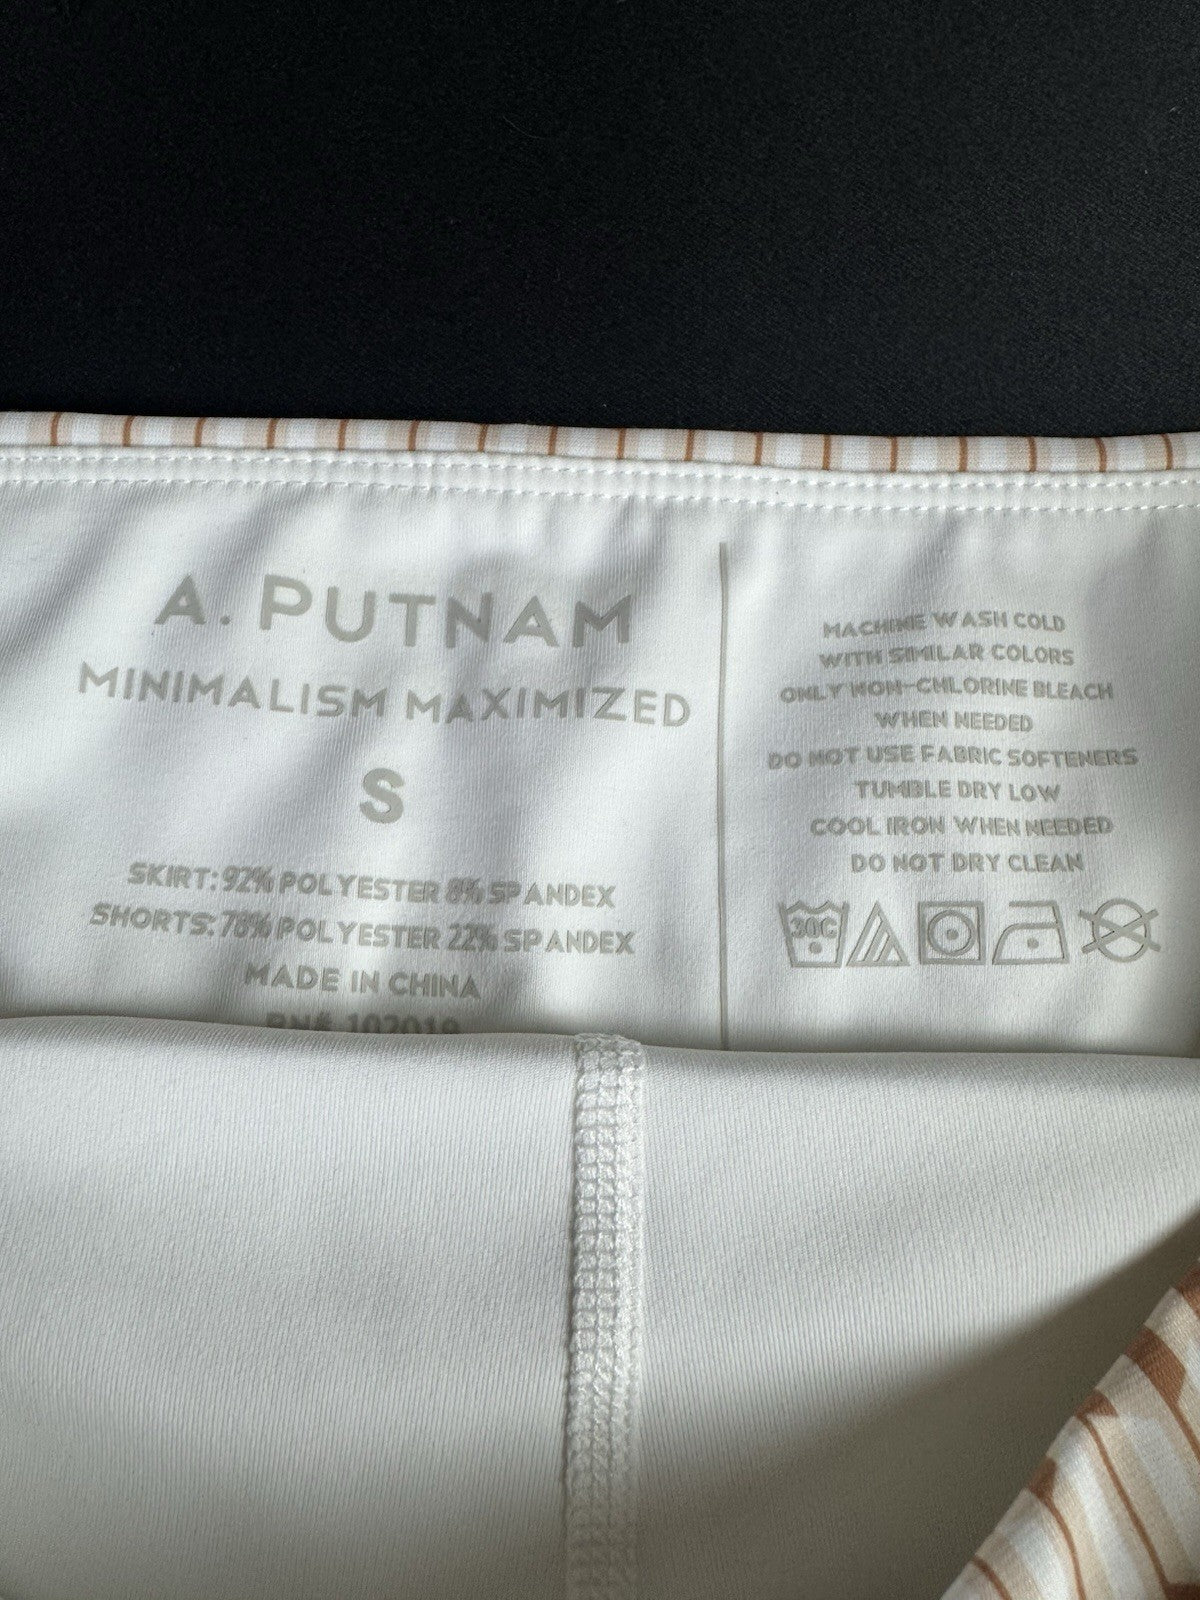 A. PUTNAM
MINIMALISM MAXIMIZED
S
SKIRT: 92% POLYESTER 8% SPANDEX
SHORTS: 78% POLYESTER 22% SPANDEX
MADE IN CHINA
RN# 102019
MACHINE WASH COLD
WITH SIMILAR COLORS
ONLY NON-CHLORINE BLEACH
WHEN NEEDED
DO NOT USE FABRIC SOFTENERS
TUMBLE DRY LOW
COOL IRON WHEN NEEDED
DO NOT DRY CLEAN
30C